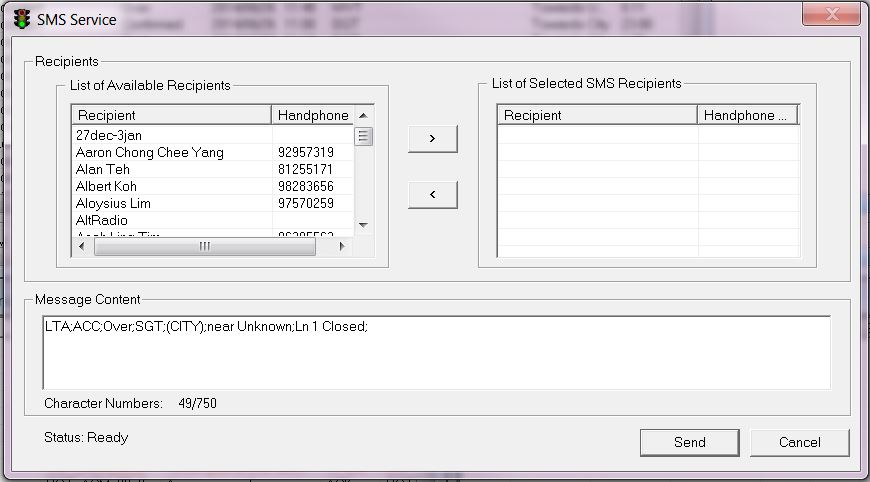 SMS Service
Recipients
List of Available Recipients
Recipient Handphone
27dec-3jan
Aaron Chong Chee Yang 92957319
Alan Teh 81255171
Albert Koh 98283656
Aloysius Lim 97570259
AltRadio
>
<
List of Selected SMS Recipients
Recipient Handphone ...
Message Content
LTA;ACC;Over;SGT;(CITY);near Unknown;Ln 1 Closed;
Character Numbers: 49/750
Status: Ready
Send Cancel